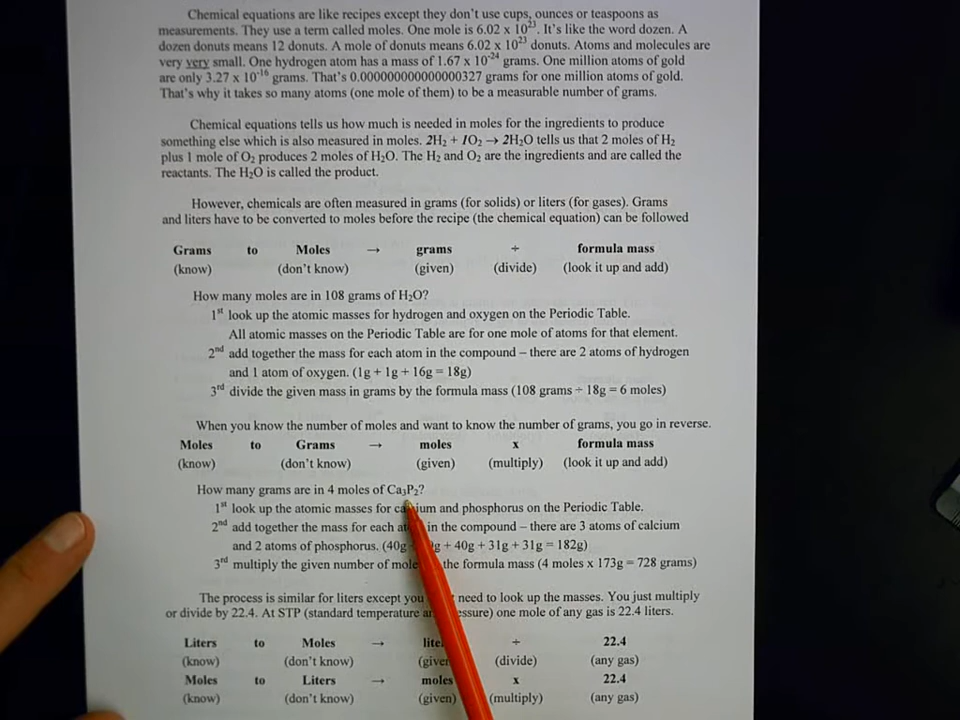 Chemical equations are like recipes except they don't use cups, ounces or teaspoons as
measurements. They use a term called moles. One mole is 6.02 x 10²³. It's like the word dozen. A
dozen donuts means 12 donuts. A mole of donuts means 6.02 x 10²³ donuts. Atoms and molecules are
very very small. One hydrogen atom has a mass of 1.67 x 10⁻²⁴ grams. One million atoms of gold
are only 3.27 x 10⁻¹⁶ grams. That's 0.000000000000000327 grams for one million atoms of gold.
That's why it takes so many atoms (one mole of them) to be a measurable number of grams.
Chemical equations tells us how much is needed in moles for the ingredients to produce
something else which is also measured in moles. 2H₂ + 1O₂ → 2H₂O tells us that 2 moles of H₂
plus 1 mole of O₂ produces 2 moles of H₂O. The H₂ and O₂ are the ingredients and are called the
reactants. The H₂O is called the product.
However, chemicals are often measured in grams (for solids) or liters (for gases). Grams
and liters have to be converted to moles before the recipe (the chemical equation) can be followed
Grams to Moles → grams ÷ formula mass
(know) (don't know) (given) (divide) (look it up and add)
How many moles are in 108 grams of H₂O?
1st look up the atomic masses for hydrogen and oxygen on the Periodic Table.
All atomic masses on the Periodic Table are for one mole of atoms for that element.
2nd add together the mass for each atom in the compound – there are 2 atoms of hydrogen
and 1 atom of oxygen. (1g + 1g + 16g = 18g)
3rd divide the given mass in grams by the formula mass (108 grams ÷ 18g = 6 moles)
When you know the number of moles and want to know the number of grams, you go in reverse.
Moles to Grams → moles x formula mass
(know) (don't know) (given) (multiply) (look it up and add)
How many grams are in 4 moles of Ca₃P₂?
1st look up the atomic masses for calcium and phosphorus on the Periodic Table.
2nd add together the mass for each in the compound – there are 3 atoms of calcium
and 2 atoms of phosphorus. (40g + 40g + 31g + 31g = 182g)
3rd multiply the given number of the formula mass (4 moles x 173g = 728 grams)
The process is similar for liters except you need to look up the masses. You just multiply
or divide by 22.4. At STP (standard temperature one mole of any gas is 22.4 liters.
Liters to Moles → ÷ 22.4
(know) (don't know) (given (divide) (any gas)
Moles to Liters → moles x 22.4
(know) (don't know) (given) (multiply) (any gas)